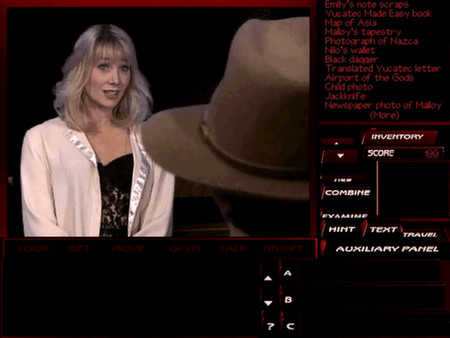 Emily's note scraps
Yucatec Made Easy book
Map of Asia
Malloy's tapestry
Photograph of Nazca
Nilo's wallet
Black dagger
Translated Yucatec letter
Airport of the Gods
Child photo
Jackknife
Newspaper photo of Malloy
(More)
INVENTORY
SCORE
COMBINE
EXAMINE
HINT TEXT TRAVEL
LOOK GET MOVE OPEN TALK ON/OFF
AUXILIARY PANEL
A
B
? C